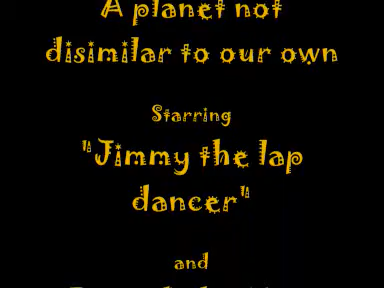 A planet not
disimilar to our own
Starring
"Jimmy the lap
dancer"
and